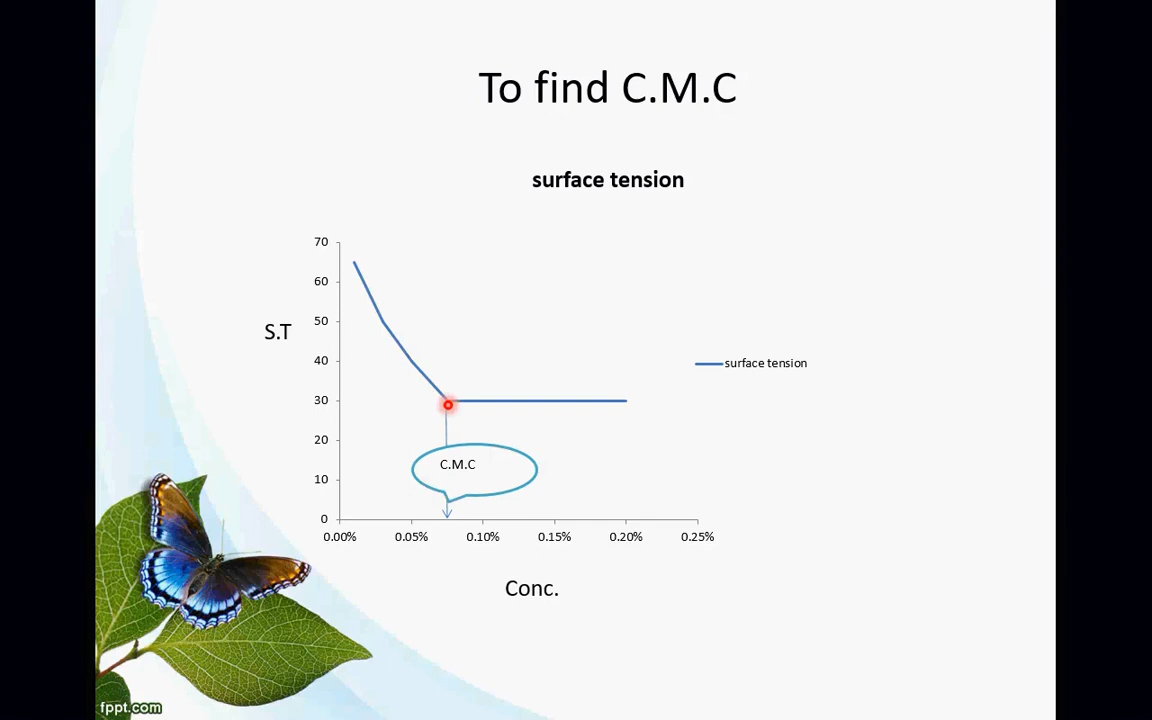 To find C.M.C
surface tension
70
60
50
S.T
40
surface tension
30
20
C.M.C
10
0
0.00% 0.05% 0.10% 0.15% 0.20% 0.25%
Conc.
fppt.com